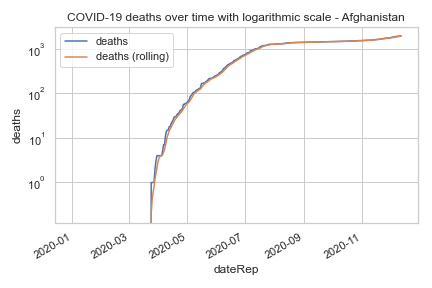 COVID-19 deaths over time with logarithmic scale - Afghanistan
deaths
deaths (rolling)
10³
10²
10¹
10⁰
deaths
2020-01
2020-03
2020-05
2020-07
2020-09
2020-11
dateRep